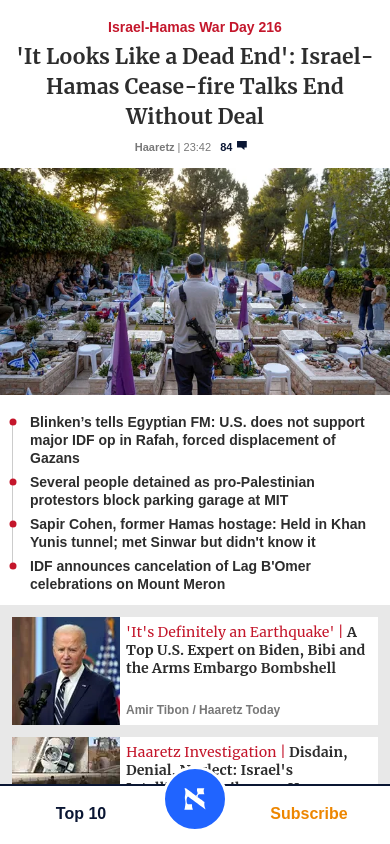 Israel-Hamas War Day 216
'It Looks Like a Dead End': Israel-
Hamas Cease-fire Talks End
Without Deal
Haaretz | 23:42 84
Blinken’s tells Egyptian FM: U.S. does not support
major IDF op in Rafah, forced displacement of
Gazans
Several people detained as pro-Palestinian
protestors block parking garage at MIT
Sapir Cohen, former Hamas hostage: Held in Khan
Yunis tunnel; met Sinwar but didn't know it
IDF announces cancelation of Lag B'Omer
celebrations on Mount Meron
'It's Definitely an Earthquake' | A
Top U.S. Expert on Biden, Bibi and
the Arms Embargo Bombshell
Amir Tibon / Haaretz Today
Haaretz Investigation | Disdain,
Denial, Neglect: Israel's
Top 10
Subscribe